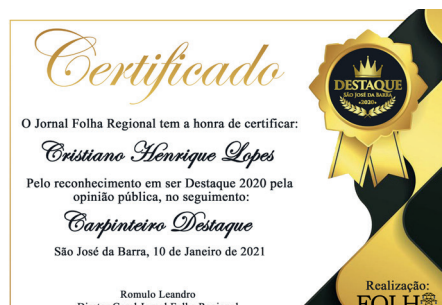 Certificado
DESTAQUE
SÃO JOSÉ DA BARRA
•2020•
O Jornal Folha Regional tem a honra de certificar:
Cristiano Henrique Lopes
Pelo reconhecimento em ser Destaque 2020 pela
opinião pública, no seguimento:
Carpinteiro Destaque
São José da Barra, 10 de Janeiro de 2021
Romulo Leandro
Realização:
FOLH